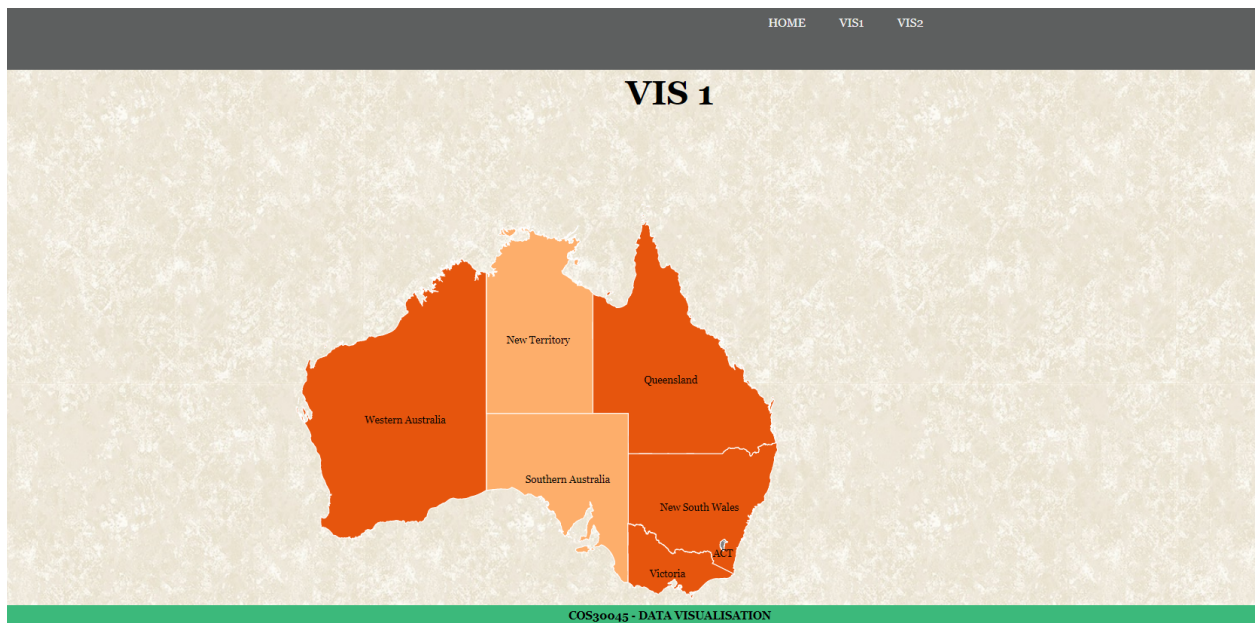 HOME VIS1 VIS2
VIS 1
New Territory
Queensland
Western Australia
Southern Australia
New South Wales
ACT
Victoria
COS30045 - DATA VISUALISATION